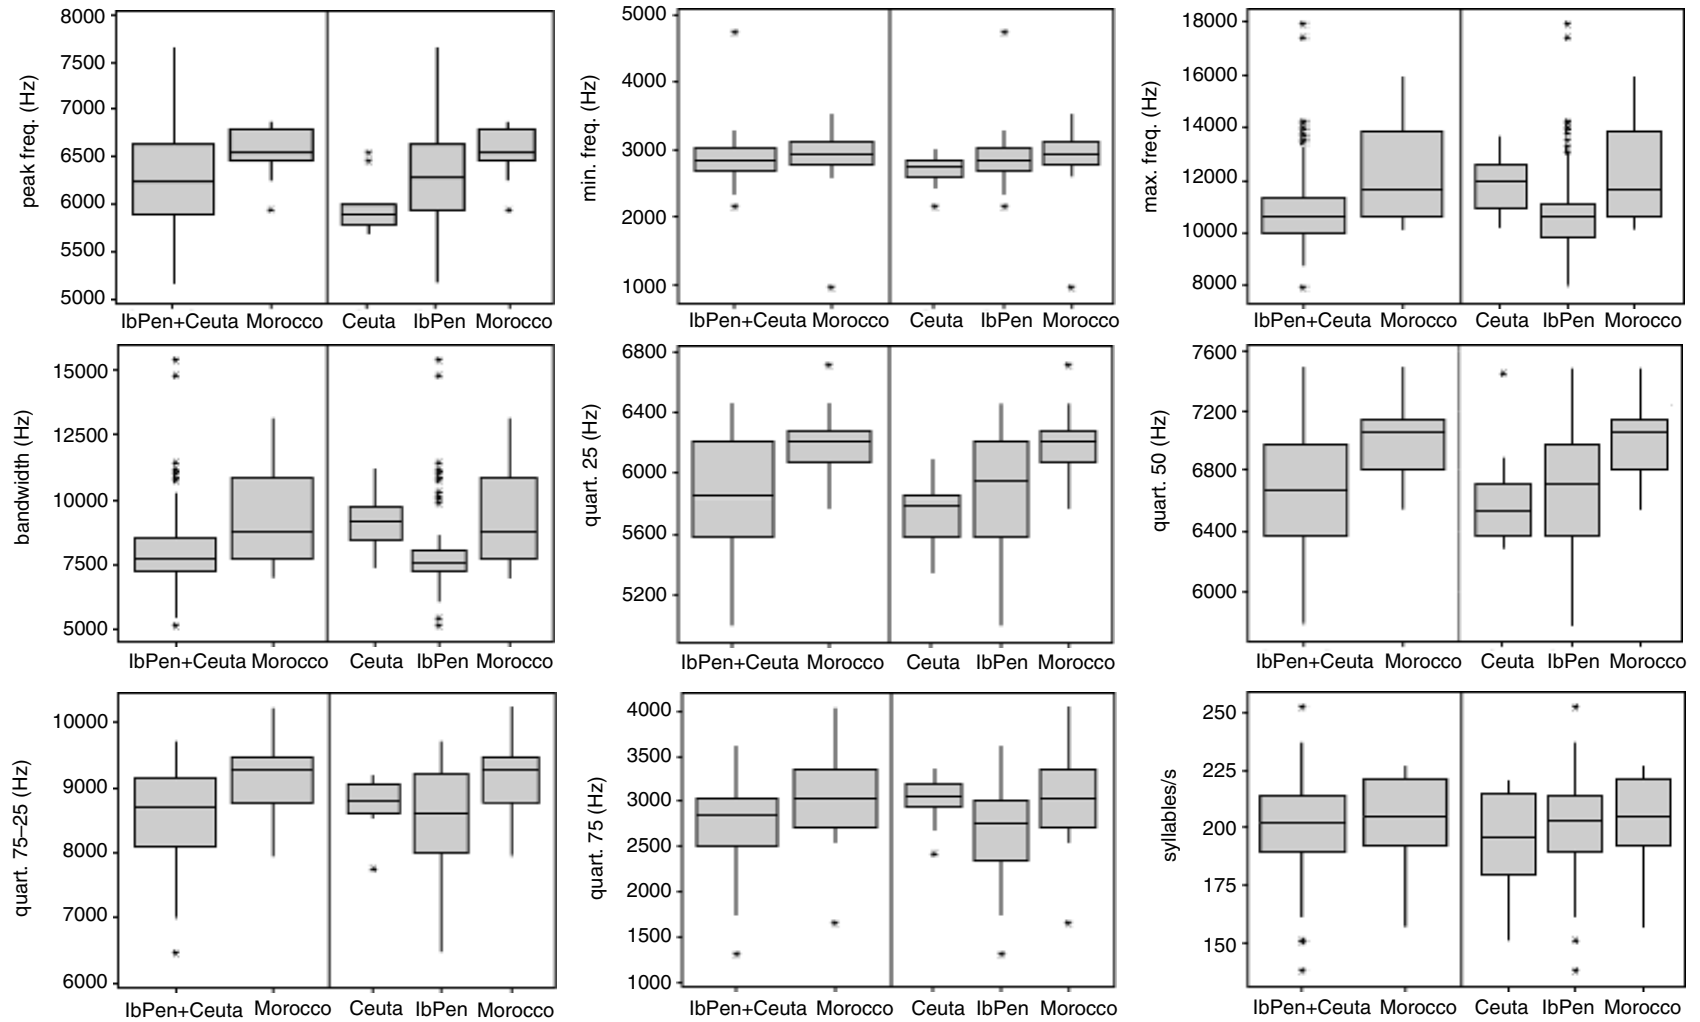 peak freq. (Hz)
8000
7500
7000
6500
6000
5500
5000
IbPen+Ceuta Morocco Ceuta IbPen Morocco
min. freq. (Hz)
5000
4000
3000
2000
1000
IbPen+Ceuta Morocco Ceuta IbPen Morocco
max. freq. (Hz)
18000
16000
14000
12000
10000
8000
IbPen+Ceuta Morocco Ceuta IbPen Morocco
bandwidth (Hz)
15000
12500
10000
7500
5000
IbPen+Ceuta Morocco Ceuta IbPen Morocco
quart. 25 (Hz)
6800
6400
6000
5600
5200
IbPen+Ceuta Morocco Ceuta IbPen Morocco
quart. 50 (Hz)
7600
7200
6800
6400
6000
IbPen+Ceuta Morocco Ceuta IbPen Morocco
quart. 75–25 (Hz)
10000
9000
8000
7000
6000
IbPen+Ceuta Morocco Ceuta IbPen Morocco
quart. 75 (Hz)
4000
3500
3000
2500
2000
1500
1000
IbPen+Ceuta Morocco Ceuta IbPen Morocco
syllables/s
250
225
200
175
150
IbPen+Ceuta Morocco Ceuta IbPen Morocco